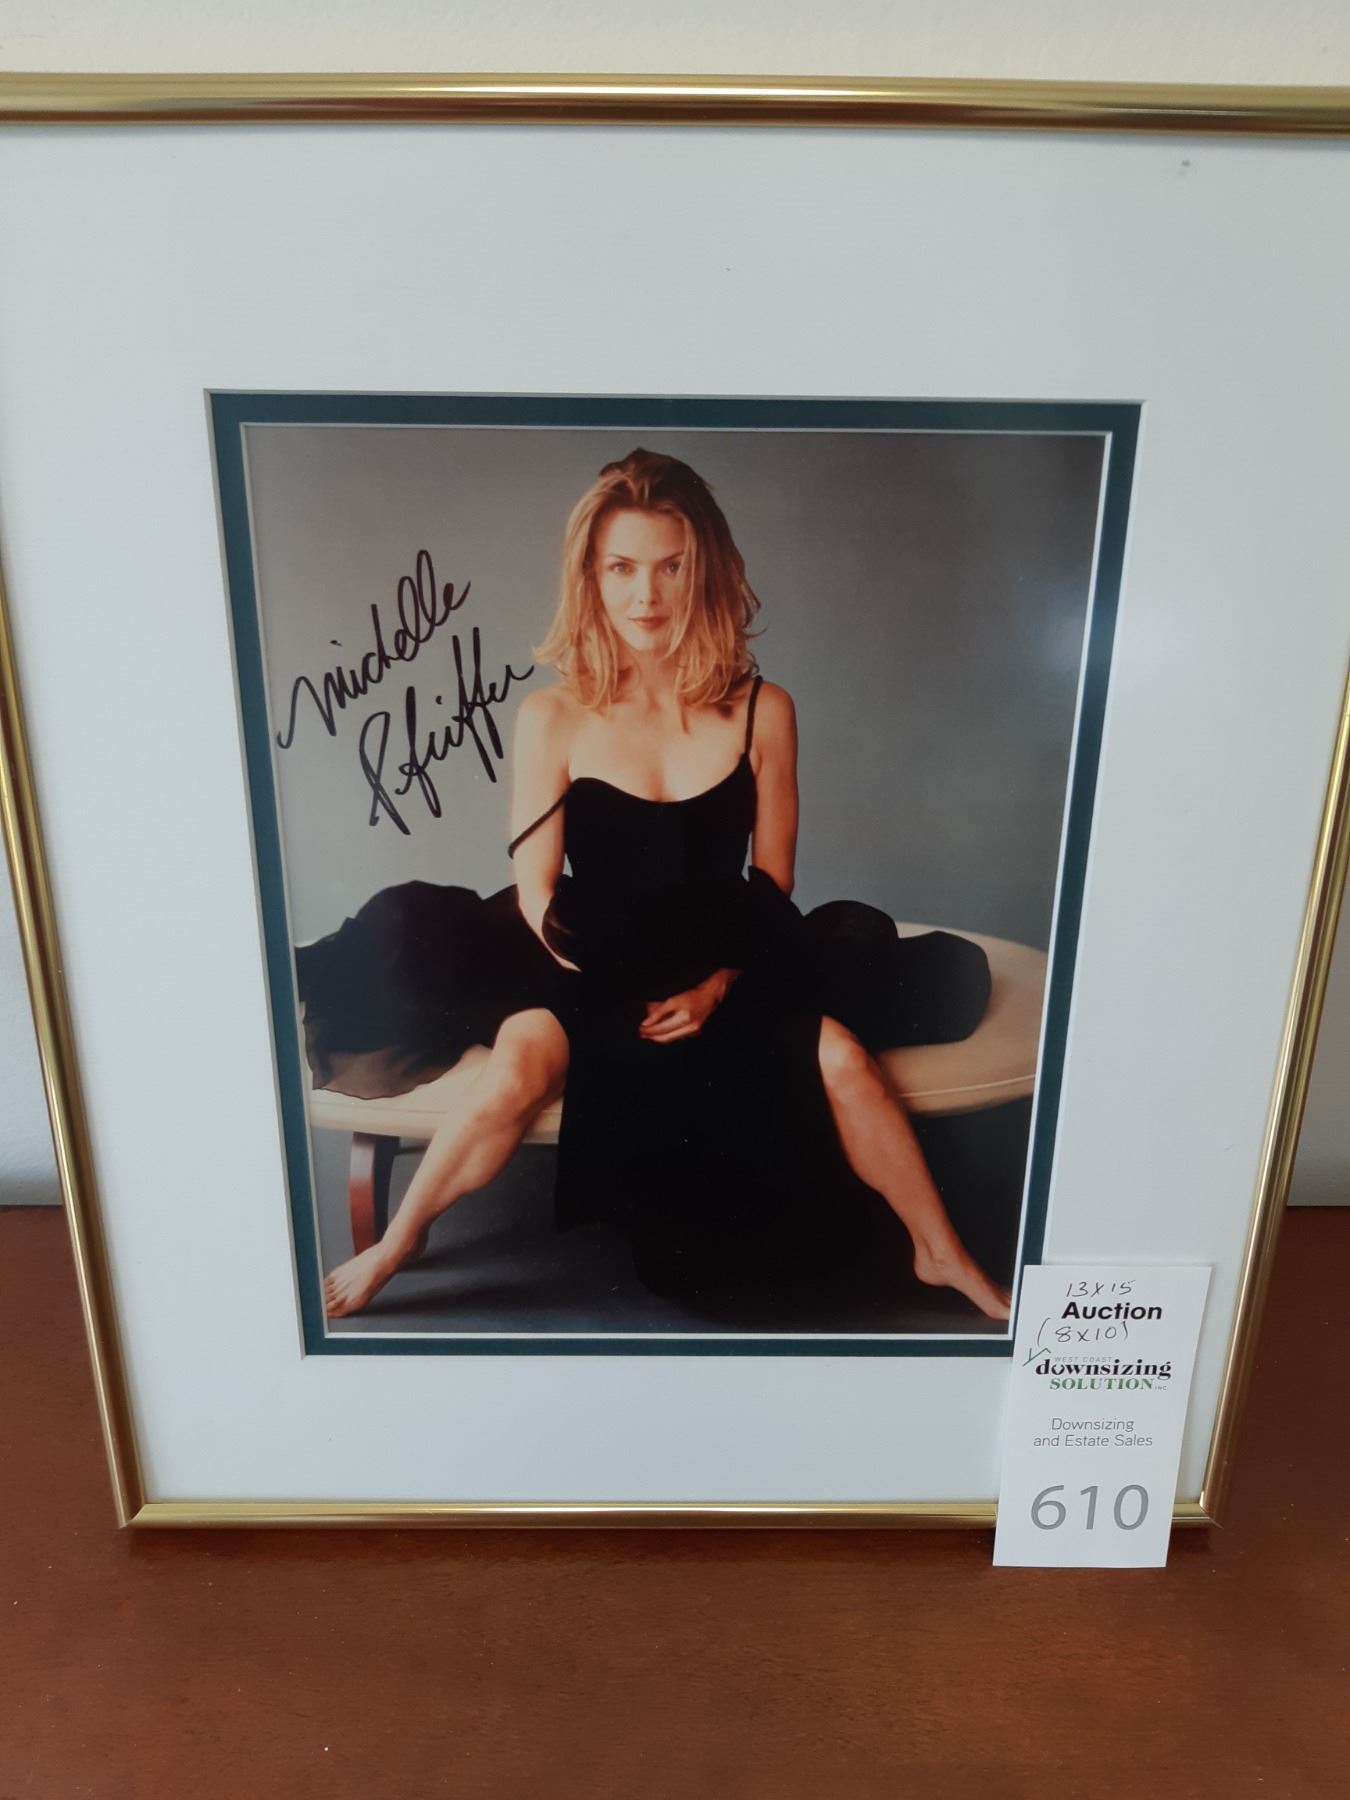 Michelle
Pfeiffer
13x15
Auction
(8x10)
WEST COAST
downsizing
SOLUTION INC
Downsizing
and Estate Sales
610